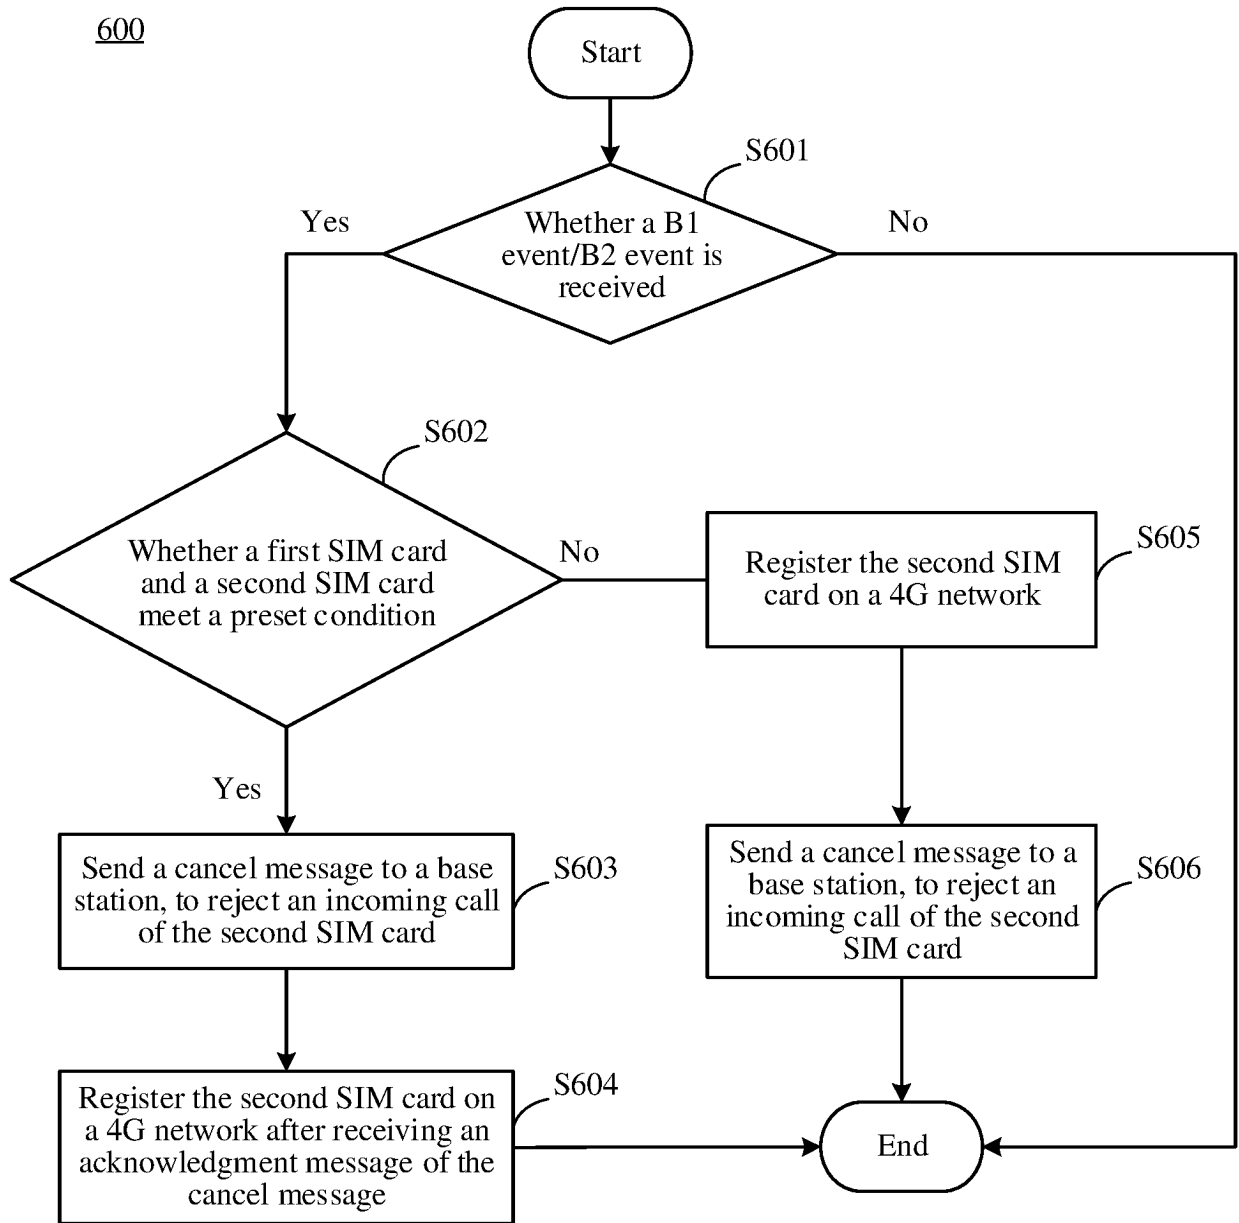 600
Start
S601
Yes
Whether a B1
event/B2 event is
received
No
S602
Whether a first SIM card
and a second SIM card
meet a preset condition
No
Register the second SIM
card on a 4G network
S605
Yes
Send a cancel message to a base
station, to reject an incoming call
of the second SIM card
S603
Send a cancel message to a
base station, to reject an
incoming call of the second
SIM card
S606
Register the second SIM card on
a 4G network after receiving an
acknowledgment message of the
cancel message
S604
End